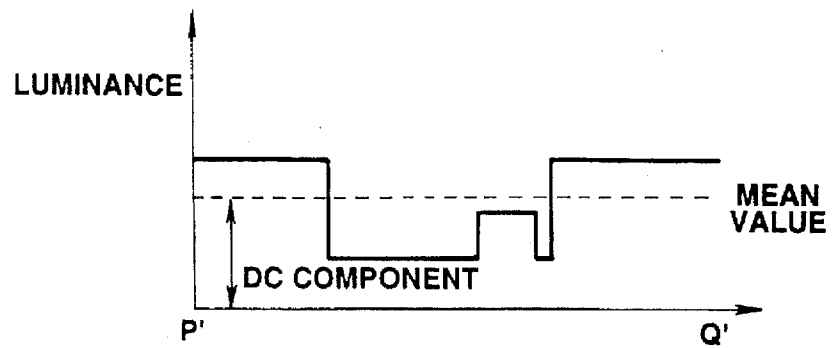 LUMINANCE
MEAN
VALUE
DC COMPONENT
P'
Q'